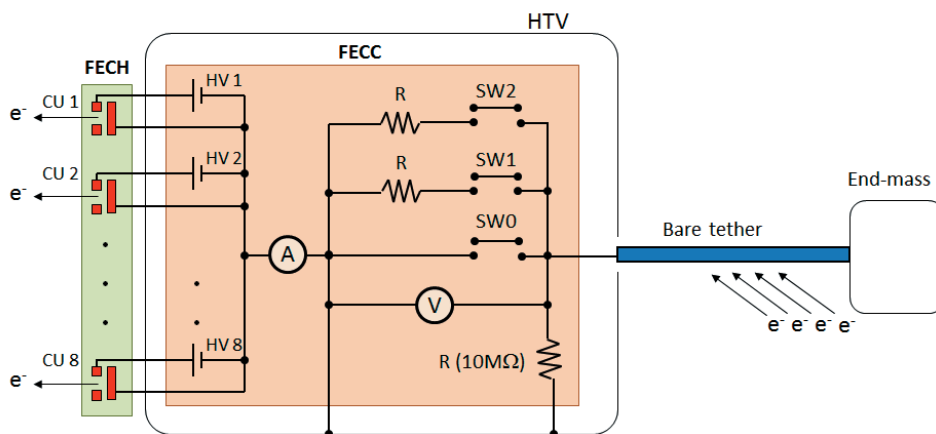 HTV
FECC
FECH
HV 1
CU 1
e-
R
SW2
HV 2
CU 2
e-
R
SW1
End-mass
SW0
Bare tether
A
V
e- e- e- e-
HV 8
CU 8
R (10MΩ)
e-